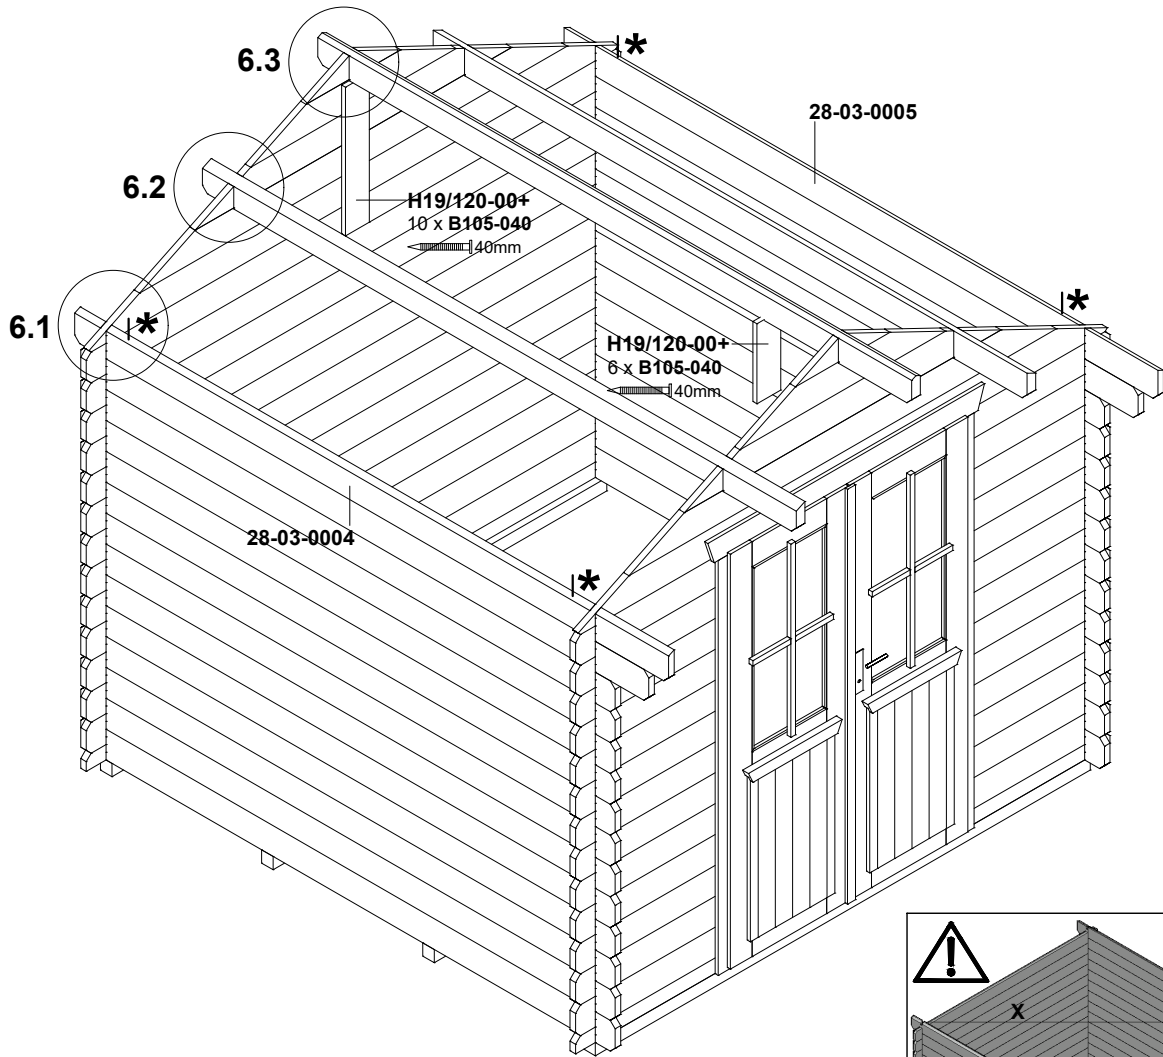 6.3
*
28-03-0005
6.2
H19/120-00+
10 x B105-040
40mm
*
6.1
*
H19/120-00+
6 x B105-040
40mm
28-03-0004
*
!
X